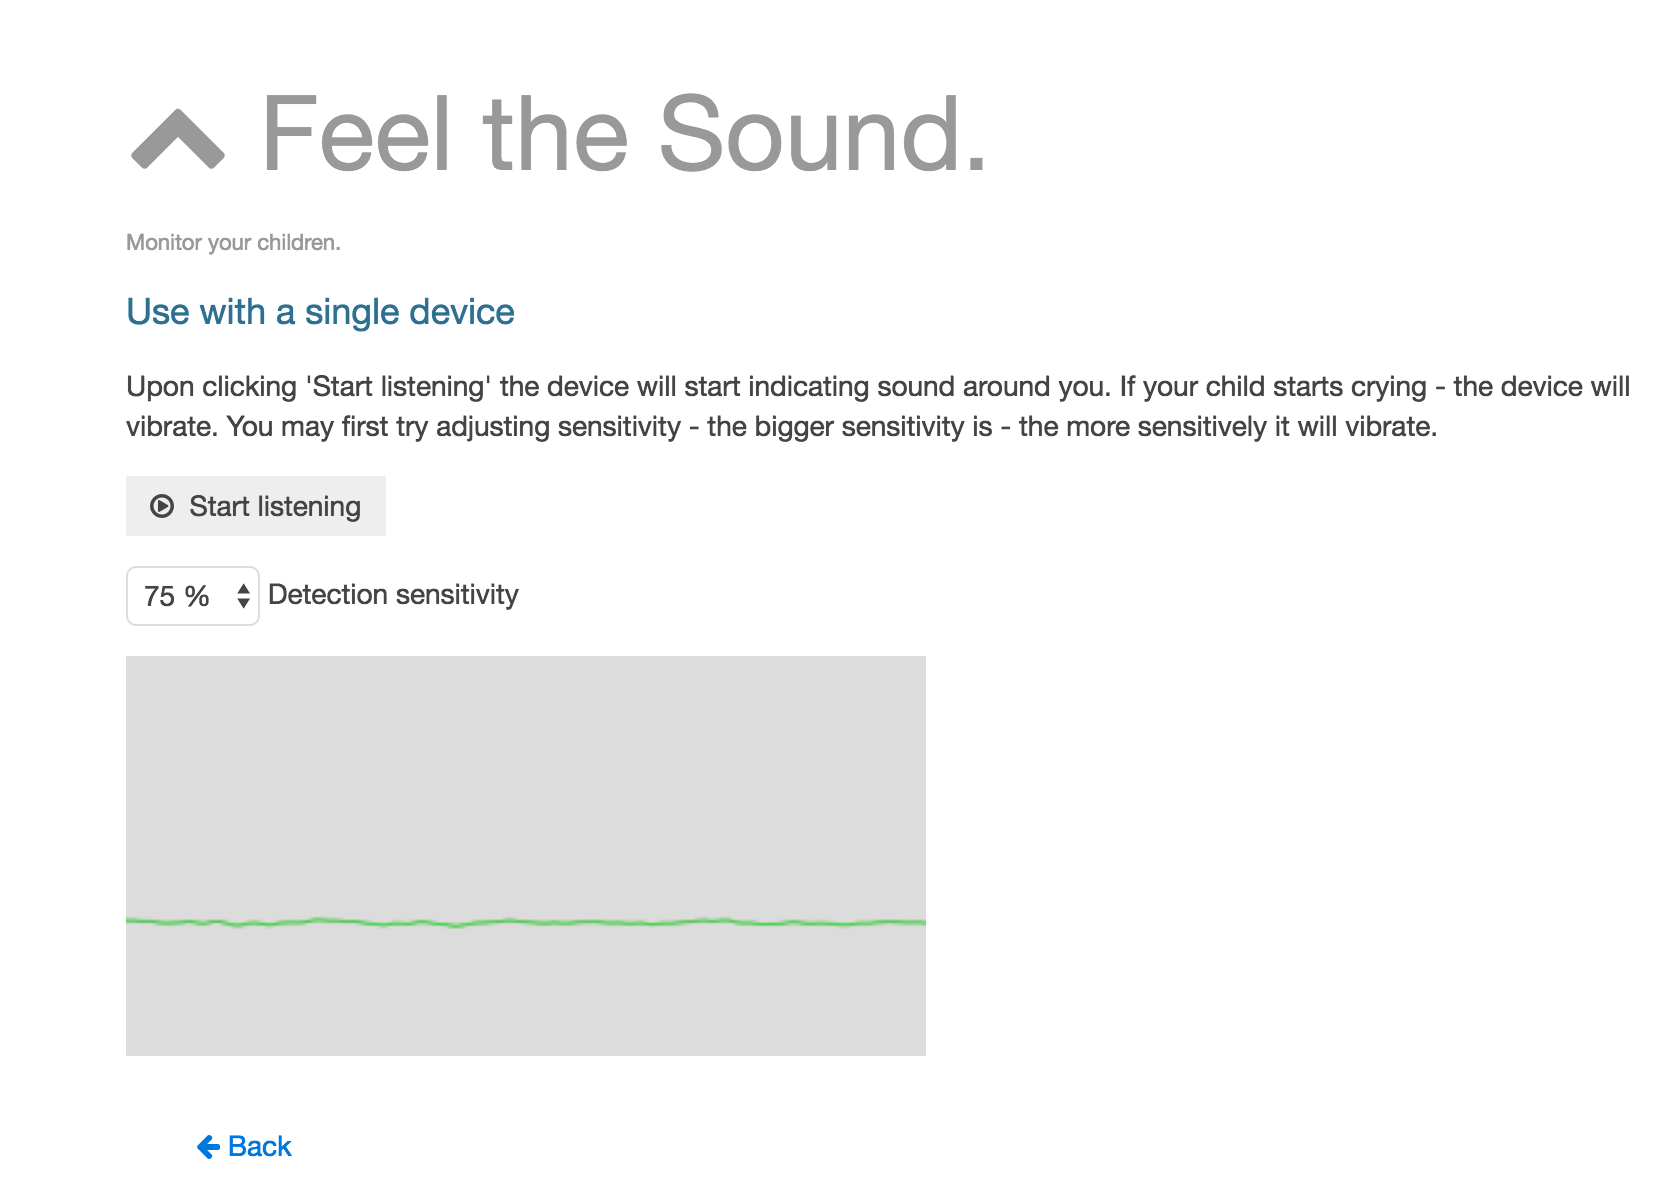 Feel the Sound.
Monitor your children.
Use with a single device
Upon clicking 'Start listening' the device will start indicating sound around you. If your child starts crying - the device will
vibrate. You may first try adjusting sensitivity - the bigger sensitivity is - the more sensitively it will vibrate.
Start listening
75 % Detection sensitivity
Back